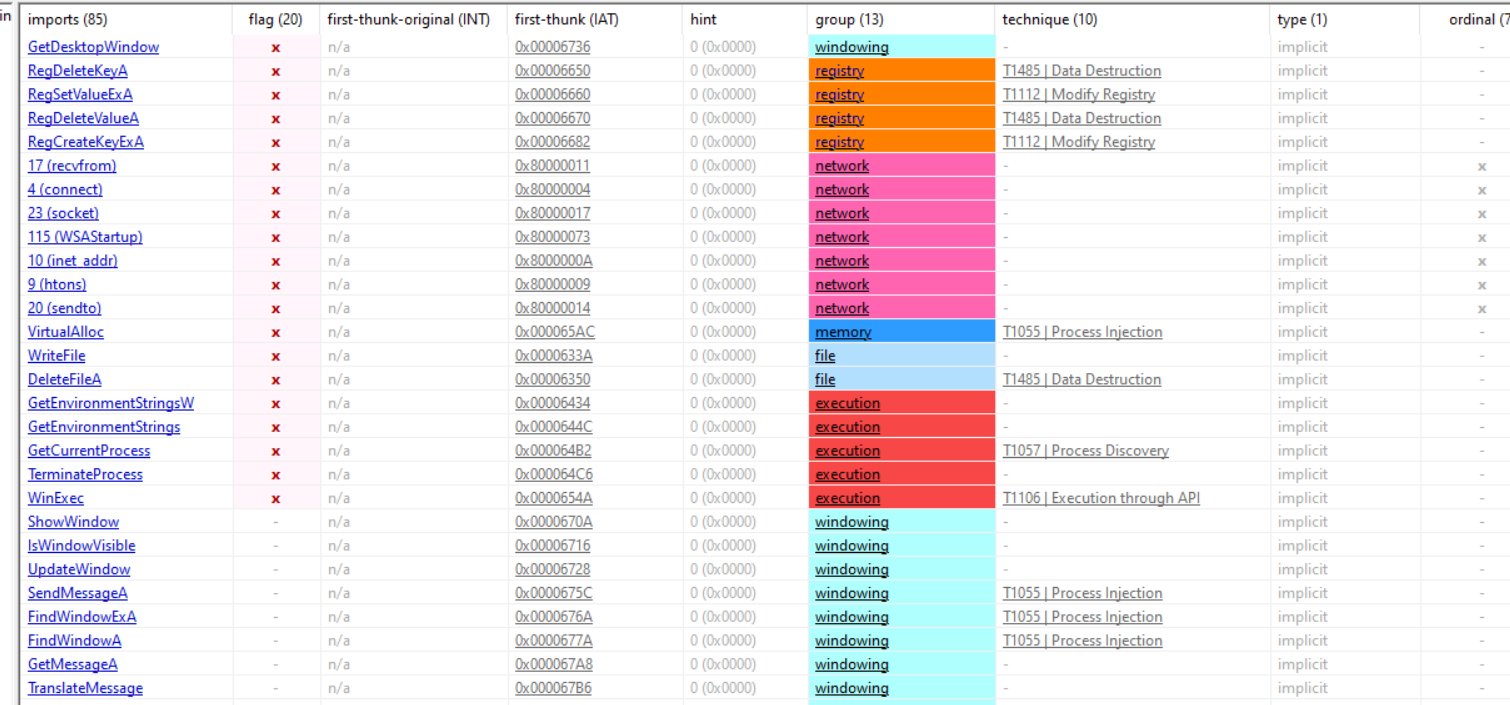 in imports (85) flag (20) first-thunk-original (INT) first-thunk (IAT) hint group (13) technique (10) type (1) ordinal (7
GetDesktopWindow x n/a 0x00006736 0 (0x0000) windowing - implicit -
RegDeleteKeyA x n/a 0x00006650 0 (0x0000) registry T1485 | Data Destruction implicit -
RegSetValueExA x n/a 0x00006660 0 (0x0000) registry T1112 | Modify Registry implicit -
RegDeleteValueA x n/a 0x00006670 0 (0x0000) registry T1485 | Data Destruction implicit -
RegCreateKeyExA x n/a 0x00006682 0 (0x0000) registry T1112 | Modify Registry implicit -
17 (recvfrom) x n/a 0x80000011 0 (0x0000) network - implicit x
4 (connect) x n/a 0x80000004 0 (0x0000) network - implicit x
23 (socket) x n/a 0x80000017 0 (0x0000) network - implicit x
115 (WSAStartup) x n/a 0x80000073 0 (0x0000) network - implicit x
10 (inet_addr) x n/a 0x8000000A 0 (0x0000) network - implicit x
9 (htons) x n/a 0x80000009 0 (0x0000) network - implicit x
20 (sendto) x n/a 0x80000014 0 (0x0000) network - implicit x
VirtualAlloc x n/a 0x000065AC 0 (0x0000) memory T1055 | Process Injection implicit -
WriteFile x n/a 0x0000633A 0 (0x0000) file - implicit -
DeleteFileA x n/a 0x00006350 0 (0x0000) file T1485 | Data Destruction implicit -
GetEnvironmentStringsW x n/a 0x00006434 0 (0x0000) execution - implicit -
GetEnvironmentStrings x n/a 0x0000644C 0 (0x0000) execution - implicit -
GetCurrentProcess x n/a 0x000064B2 0 (0x0000) execution T1057 | Process Discovery implicit -
TerminateProcess x n/a 0x000064C6 0 (0x0000) execution - implicit -
WinExec x n/a 0x0000654A 0 (0x0000) execution T1106 | Execution through API implicit -
ShowWindow - n/a 0x0000670A 0 (0x0000) windowing - implicit -
IsWindowVisible - n/a 0x00006716 0 (0x0000) windowing - implicit -
UpdateWindow - n/a 0x00006728 0 (0x0000) windowing - implicit -
SendMessageA - n/a 0x0000675C 0 (0x0000) windowing T1055 | Process Injection implicit -
FindWindowExA - n/a 0x0000676A 0 (0x0000) windowing T1055 | Process Injection implicit -
FindWindowA - n/a 0x0000677A 0 (0x0000) windowing T1055 | Process Injection implicit -
GetMessageA - n/a 0x000067A8 0 (0x0000) windowing - implicit -
TranslateMessage - n/a 0x000067B6 0 (0x0000) windowing - implicit -